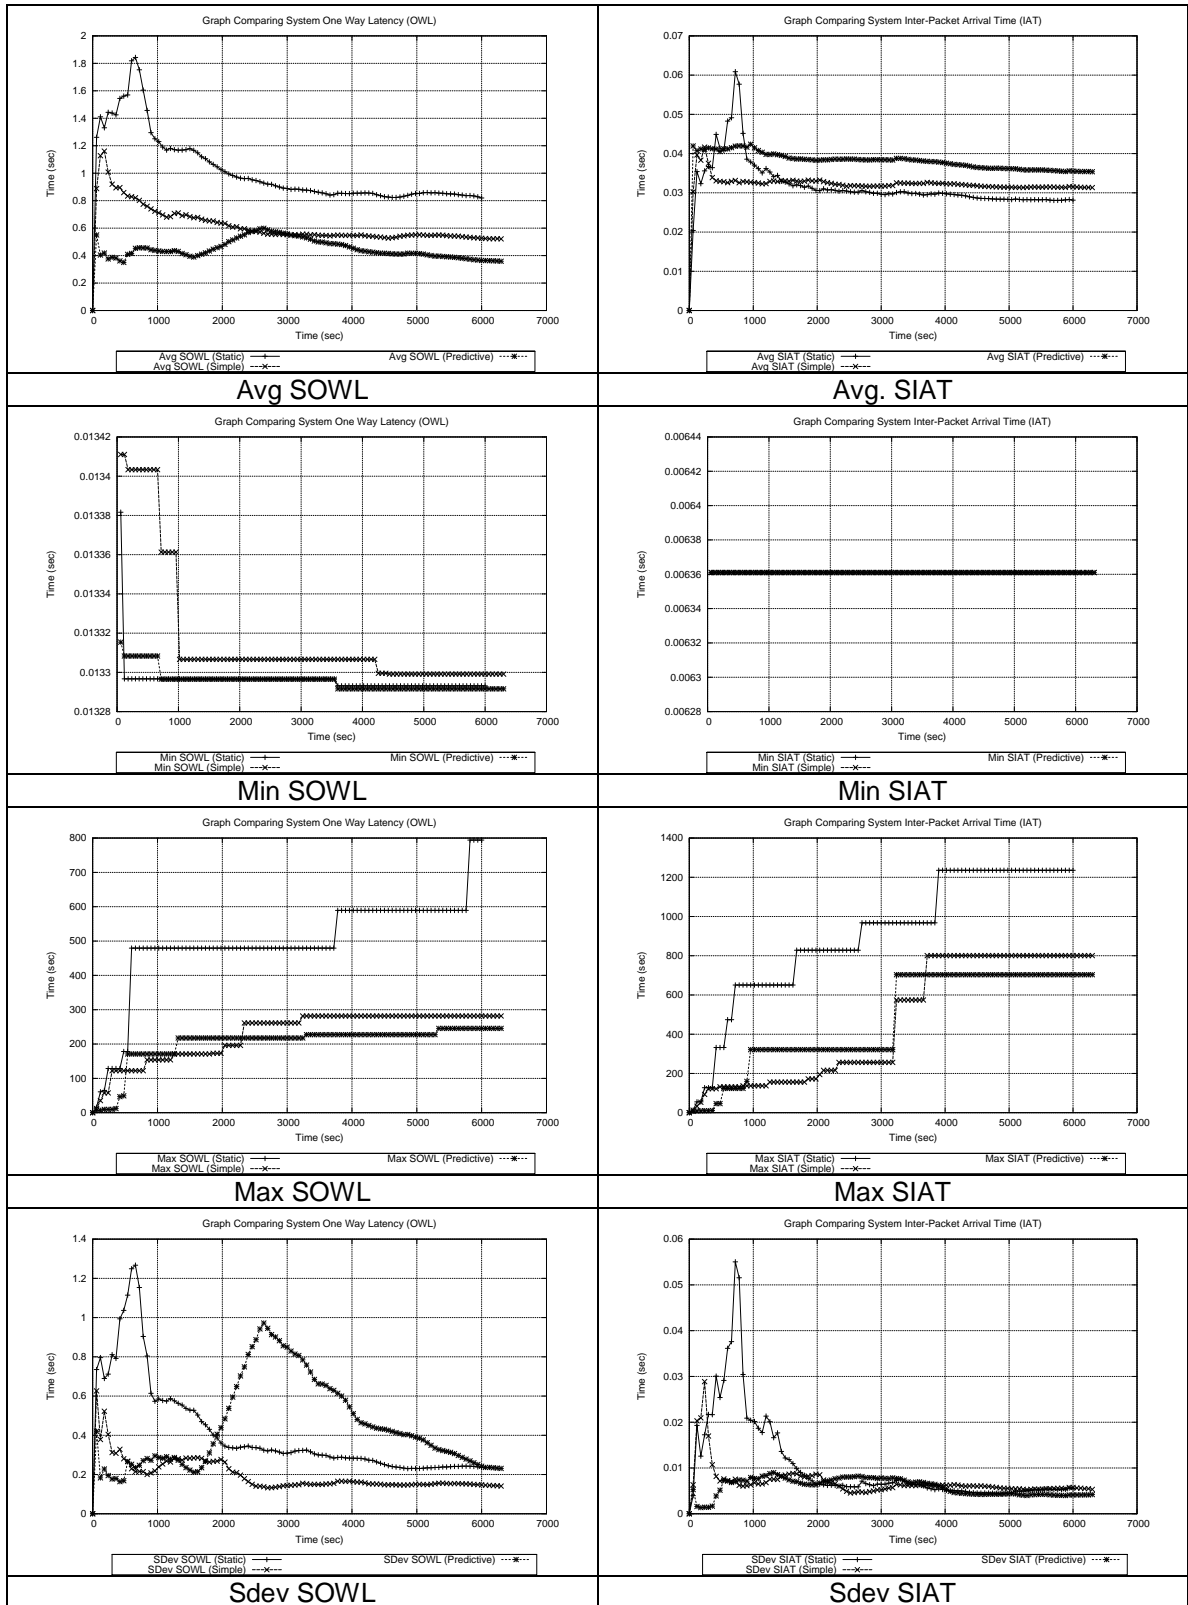 Graph Comparing System One Way Latency (OWL)
2
1.8
1.6
1.4
1.2
1
0.8
0.6
0.4
0.2
0
Time (sec)
0 1000 2000 3000 4000 5000 6000 7000
Time (sec)
Avg SOWL (Static) Avg SOWL (Predictive)
Avg SOWL (Simple)
Avg SOWL
Graph Comparing System Inter-Packet Arrival Time (IAT)
0.07
0.06
0.05
0.04
0.03
0.02
0.01
0
Time (sec)
0 1000 2000 3000 4000 5000 6000 7000
Time (sec)
Avg SIAT (Static) Avg SIAT (Predictive)
Avg SIAT (Simple)
Avg. SIAT
Graph Comparing System One Way Latency (OWL)
0.01342
0.0134
0.01338
0.01336
0.01334
0.01332
0.0133
0.01328
Time (sec)
0 1000 2000 3000 4000 5000 6000 7000
Time (sec)
Min SOWL (Static) Min SOWL (Predictive)
Min SOWL (Simple)
Min SOWL
Graph Comparing System Inter-Packet Arrival Time (IAT)
0.00644
0.00642
0.0064
0.00638
0.00636
0.00634
0.00632
0.0063
0.00628
Time (sec)
0 1000 2000 3000 4000 5000 6000 7000
Time (sec)
Min SIAT (Static) Min SIAT (Predictive)
Min SIAT (Simple)
Min SIAT
Graph Comparing System One Way Latency (OWL)
800
700
600
500
400
300
200
100
0
Time (sec)
0 1000 2000 3000 4000 5000 6000 7000
Time (sec)
Max SOWL (Static) Max SOWL (Predictive)
Max SOWL (Simple)
Max SOWL
Graph Comparing System Inter-Packet Arrival Time (IAT)
1400
1200
1000
800
600
400
200
0
Time (sec)
0 1000 2000 3000 4000 5000 6000 7000
Time (sec)
Max SIAT (Static) Max SIAT (Predictive)
Max SIAT (Simple)
Max SIAT
Graph Comparing System One Way Latency (OWL)
1.4
1.2
1
0.8
0.6
0.4
0.2
0
Time (sec)
0 1000 2000 3000 4000 5000 6000 7000
Time (sec)
SDev SOWL (Static) SDev SOWL (Predictive)
SDev SOWL (Simple)
Sdev SOWL
Graph Comparing System Inter-Packet Arrival Time (IAT)
0.06
0.05
0.04
0.03
0.02
0.01
0
Time (sec)
0 1000 2000 3000 4000 5000 6000 7000
Time (sec)
SDev SIAT (Static) SDev SIAT (Predictive)
SDev SIAT (Simple)
Sdev SIAT